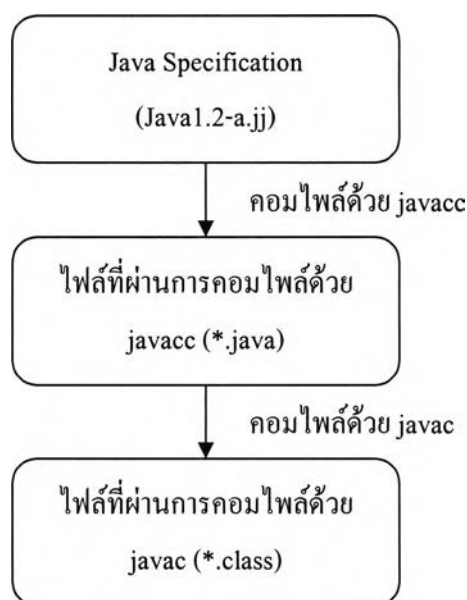 Java Specification
(Java1.2-a.jj)
คอมไพล์ด้วย javacc
ไฟล์ที่ผ่านการคอมไพล์ด้วย
javacc (*.java)
คอมไพล์ด้วย javac
ไฟล์ที่ผ่านการคอมไพล์ด้วย
javac (*.class)